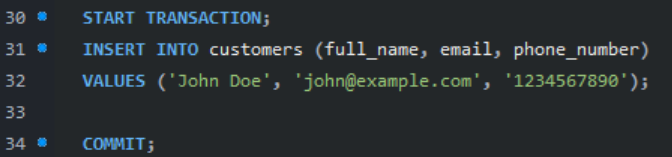 30 START TRANSACTION;
31 INSERT INTO customers (full_name, email, phone_number)
32 VALUES ('John Doe', 'john@example.com', '1234567890');
33
34 COMMIT;